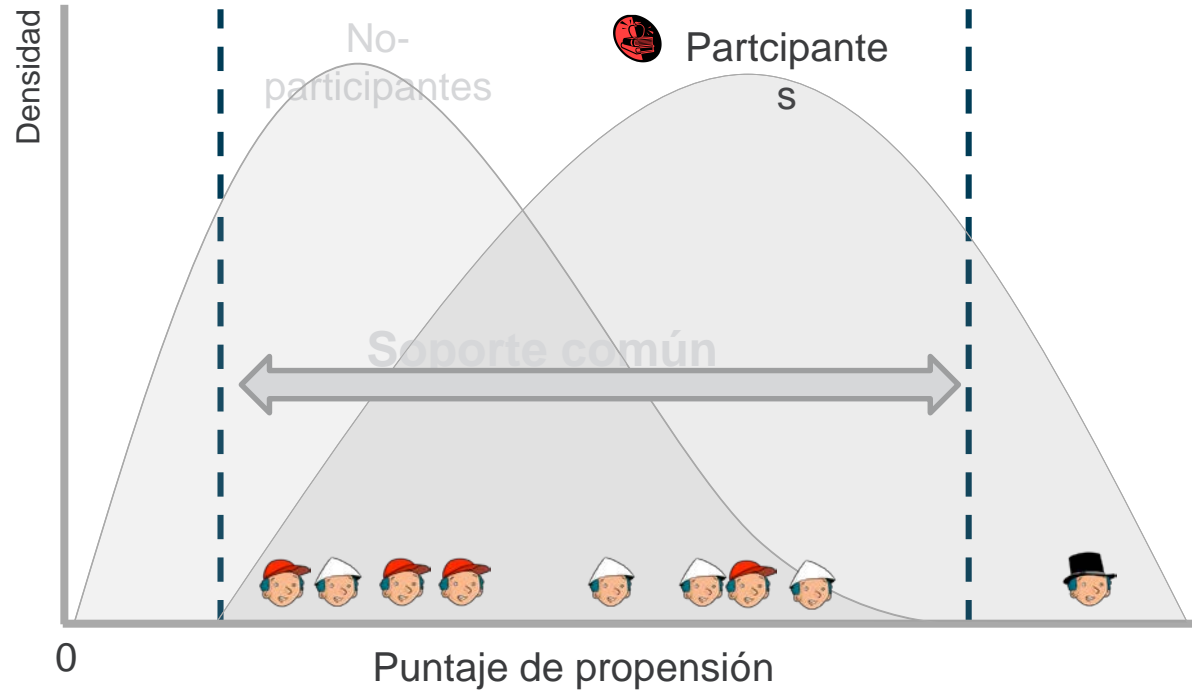 Densidad
No-
participantes
Partcipante
s
Soporte común
0
Puntaje de propensión